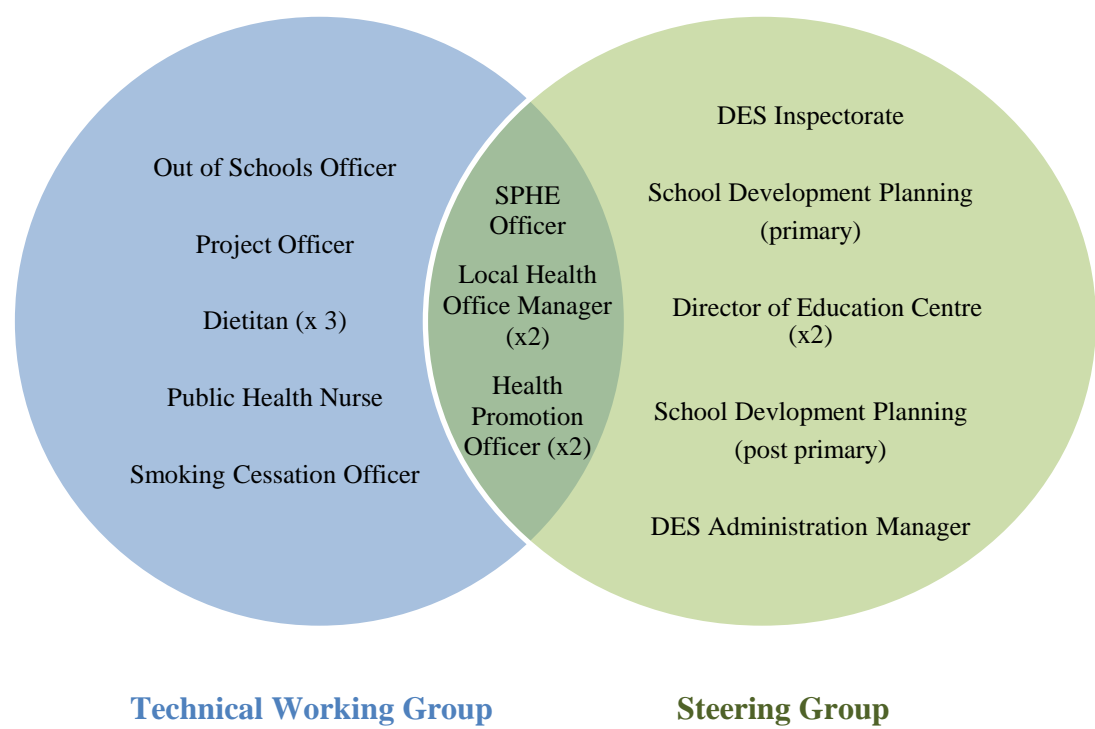 Out of Schools Officer
Project Officer
Dietitan (x 3)
Public Health Nurse
Smoking Cessation Officer
SPHE
Officer
Local Health
Office Manager
(x2)
Health
Promotion
Officer (x2)
DES Inspectorate
School Development Planning
(primary)
Director of Education Centre
(x2)
School Devlopment Planning
(post primary)
DES Administration Manager
Technical Working Group
Steering Group